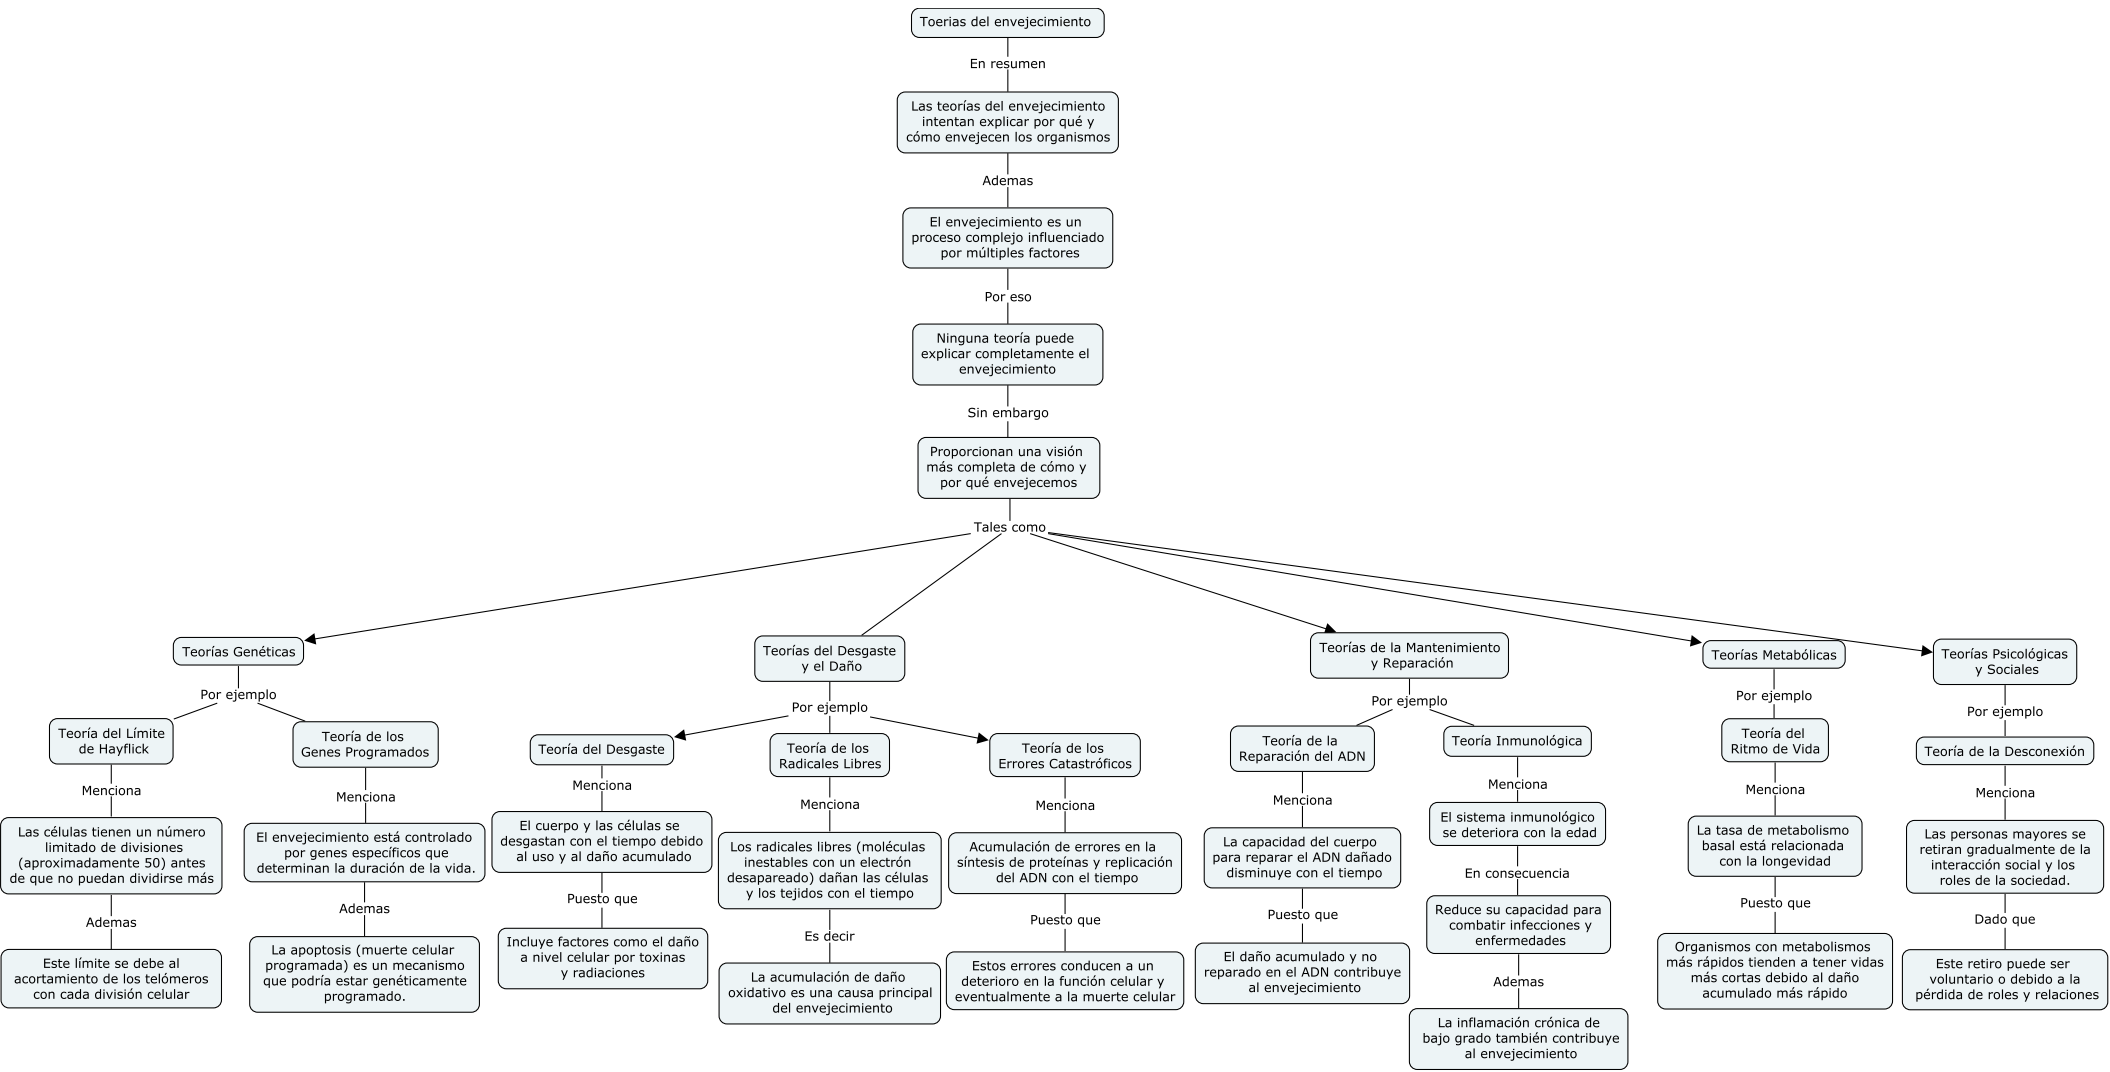 Toerias del envejecimiento
En resumen
Las teorías del envejecimiento
intentan explicar por qué y
cómo envejecen los organismos
Ademas
El envejecimiento es un
proceso complejo influenciado
por múltiples factores
Por eso
Ninguna teoría puede
explicar completamente el
envejecimiento
Sin embargo
Proporcionan una visión
más completa de cómo y
por qué envejecemos
Tales como
Teorías Genéticas
Por ejemplo
Teoría del Límite
de Hayflick
Menciona
Las células tienen un número
limitado de divisiones
(aproximadamente 50) antes
de que no puedan dividirse más
Ademas
Este límite se debe al
acortamiento de los telómeros
con cada división celular
Teoría de los
Genes Programados
Menciona
El envejecimiento está controlado
por genes específicos que
determinan la duración de la vida.
Ademas
La apoptosis (muerte celular
programada) es un mecanismo
que podría estar genéticamente
programado.
Teorías del Desgaste
y el Daño
Por ejemplo
Teoría del Desgaste
Menciona
El cuerpo y las células se
desgastan con el tiempo debido
al uso y al daño acumulado
Puesto que
Incluye factores como el daño
a nivel celular por toxinas
y radiaciones
Teoría de los
Radicales Libres
Menciona
Los radicales libres (moléculas
inestables con un electrón
desapareado) dañan las células
y los tejidos con el tiempo
Es decir
La acumulación de daño
oxidativo es una causa principal
del envejecimiento
Teoría de los
Errores Catastróficos
Menciona
Acumulación de errores en la
síntesis de proteínas y replicación
del ADN con el tiempo
Puesto que
Estos errores conducen a un
deterioro en la función celular y
eventualmente a la muerte celular
Teorías de la Mantenimiento
y Reparación
Por ejemplo
Teoría de la
Reparación del ADN
Menciona
La capacidad del cuerpo
para reparar el ADN dañado
disminuye con el tiempo
Puesto que
El daño acumulado y no
reparado en el ADN contribuye
al envejecimiento
Teoría Inmunológica
Menciona
El sistema inmunológico
se deteriora con la edad
En consecuencia
Reduce su capacidad para
combatir infecciones y
enfermedades
Ademas
La inflamación crónica de
bajo grado también contribuye
al envejecimiento
Teorías Metabólicas
Por ejemplo
Teoría del
Ritmo de Vida
Menciona
La tasa de metabolismo
basal está relacionada
con la longevidad
Puesto que
Organismos con metabolismos
más rápidos tienden a tener vidas
más cortas debido al daño
acumulado más rápido
Teorías Psicológicas
y Sociales
Por ejemplo
Teoría de la Desconexión
Menciona
Las personas mayores se
retiran gradualmente de la
interacción social y los
roles de la sociedad.
Dado que
Este retiro puede ser
voluntario o debido a la
pérdida de roles y relaciones